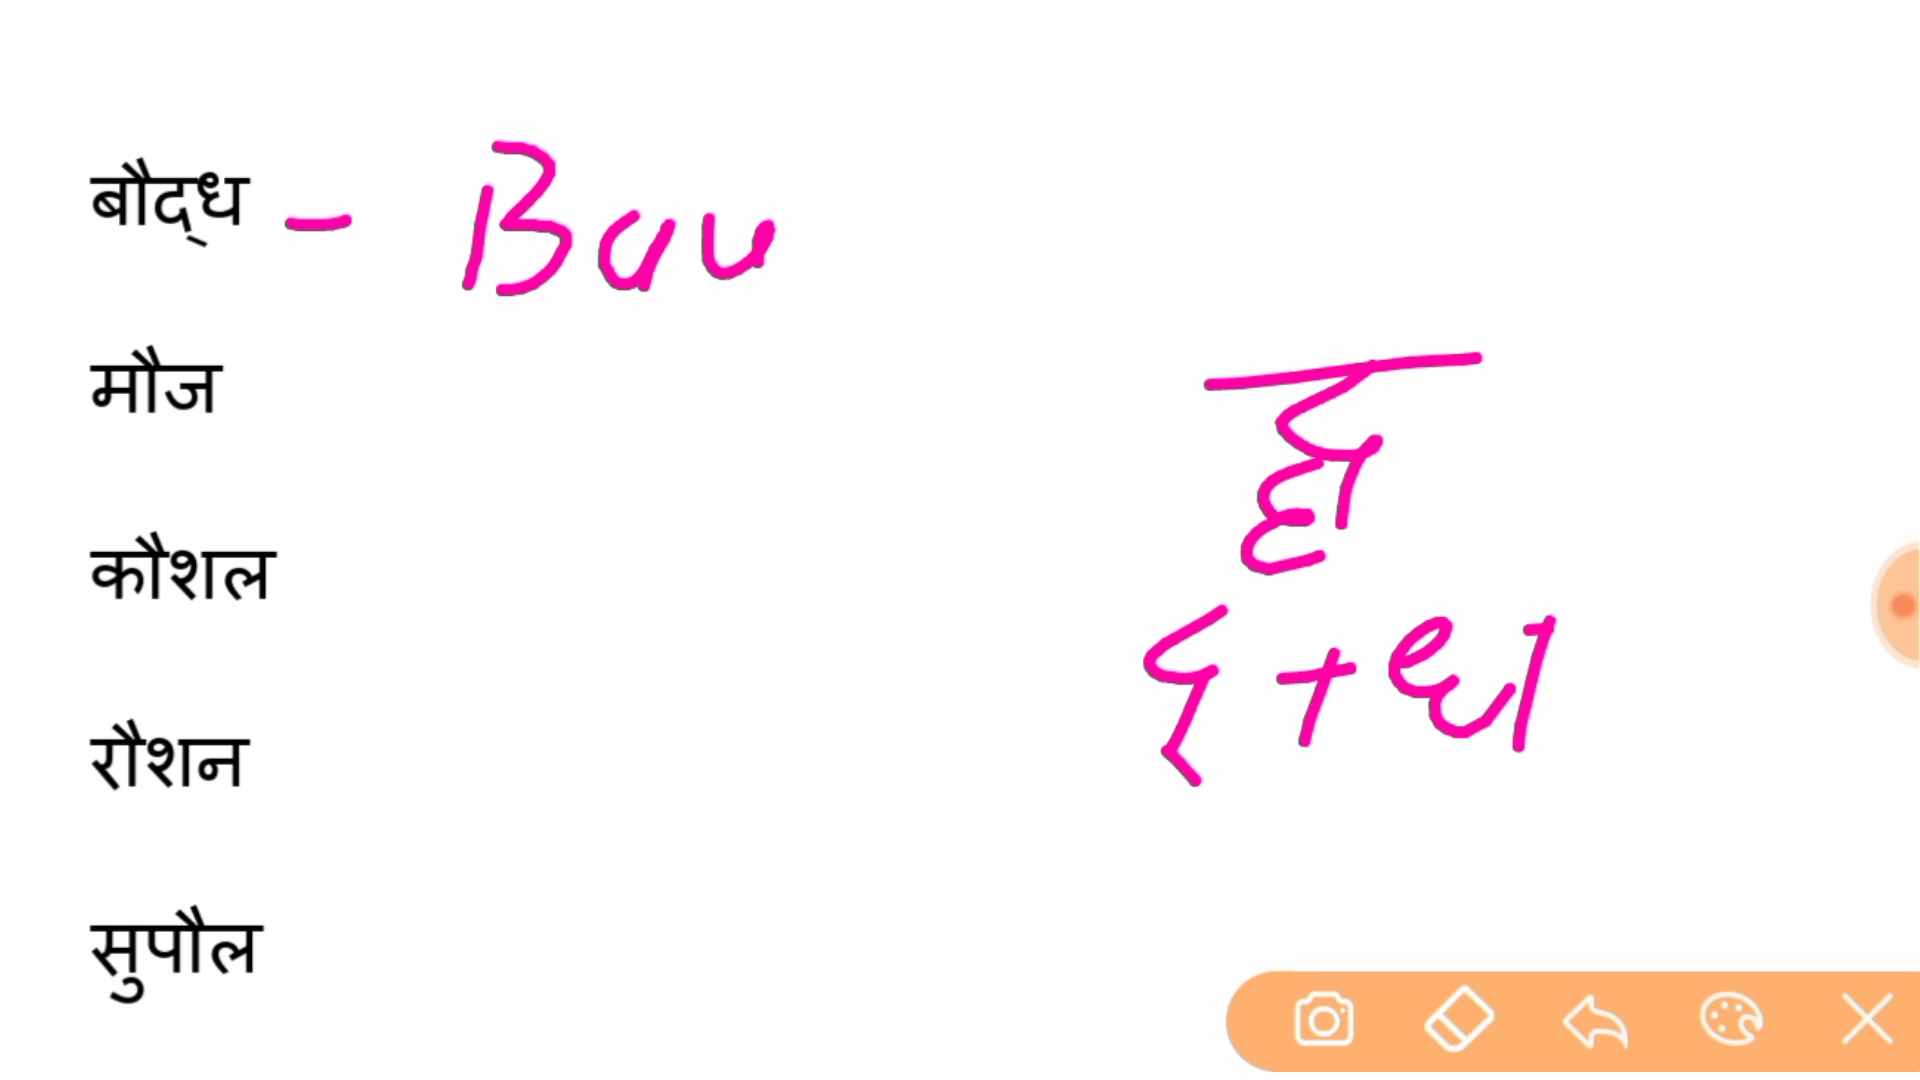 बौद्‌ध - Bau
मौज
द्ध
कौशल
द् + ध
रौशन
सुपौल